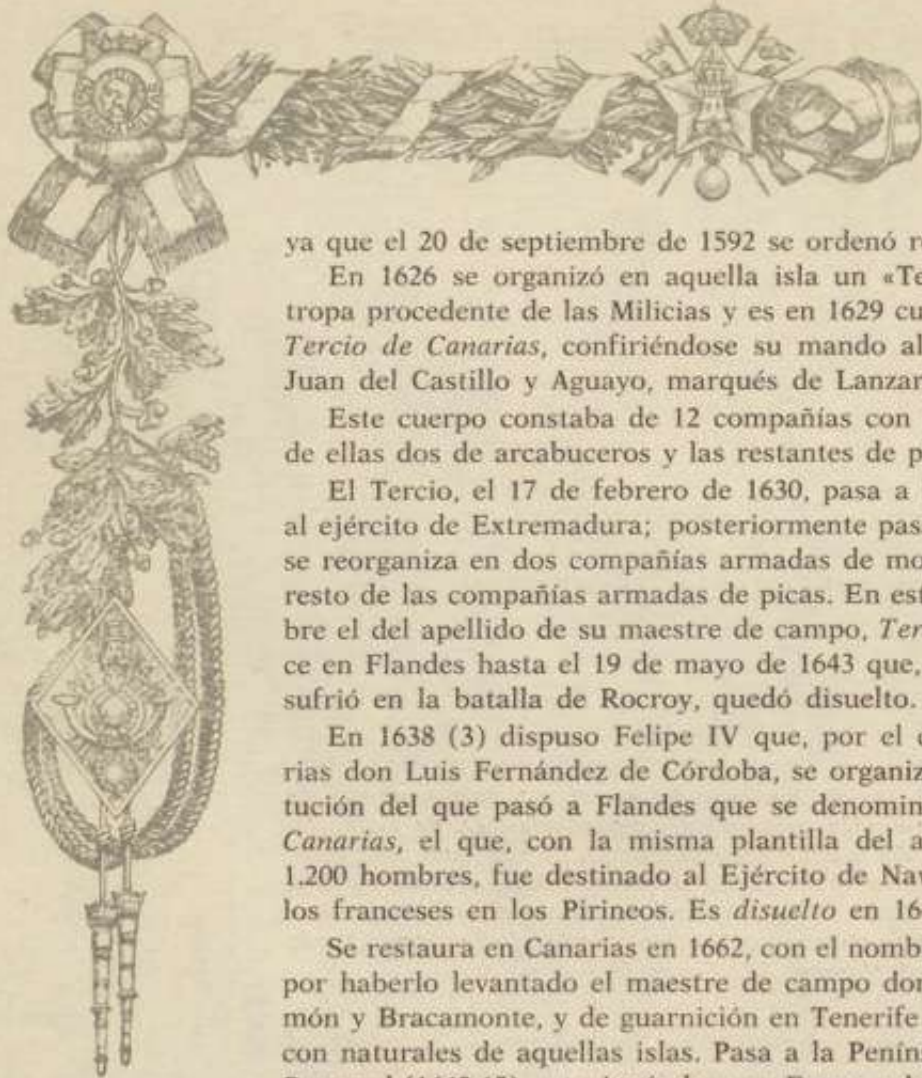 ya que el 20 de septiembre de 1592 se ordenó
En 1626 se organizó en aquella isla un «Te
tropa procedente de las Milicias y es en 1629 cu
Tercio de Canarias, confiriéndose su mando al
Juan del Castillo y Aguayo, marqués de Lanzar
Este cuerpo constaba de 12 compañías con
de ellas dos de arcabuceros y las restantes de p
El Tercio, el 17 de febrero de 1630, pasa a
al ejército de Extremadura; posteriormente pas
se reorganiza en dos compañías armadas de mo
resto de las compañías armadas de picas. En est
bre el del apellido de su maestre de campo, Ter
ce en Flandes hasta el 19 de mayo de 1643 que,
sufrió en la batalla de Rocroy, quedó disuelto.
En 1638 (3) dispuso Felipe IV que, por el
rias don Luis Fernández de Córdoba, se organiz
tución del que pasó a Flandes que se denomin
Canarias, el que, con la misma plantilla del a
1.200 hombres, fue destinado al Ejército de Nav
los franceses en los Pirineos. Es disuelto en 16
Se restaura en Canarias en 1662, con el nomb
por haberlo levantado el maestre de campo don
món y Bracamonte, y de guarnición en Tenerife
con naturales de aquellas islas. Pasa a la Peníns